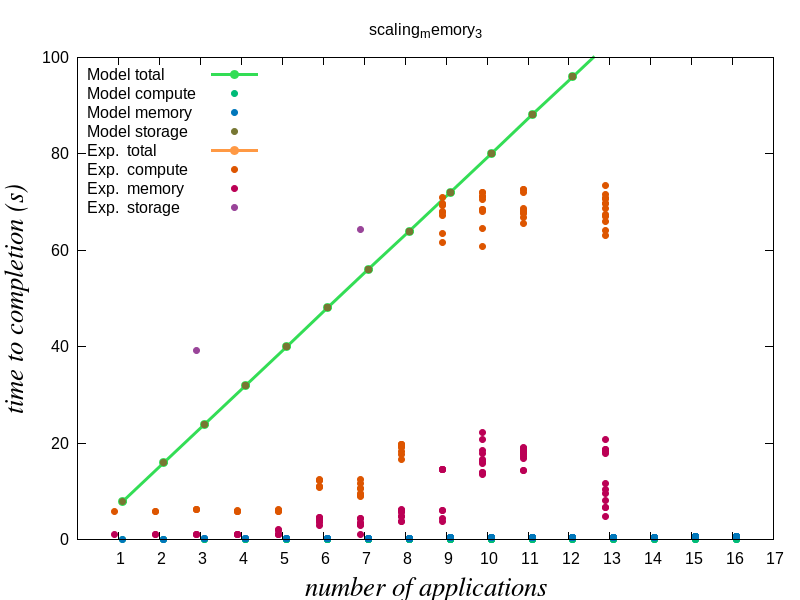 scaling_memory_3
100
Model total
Model compute
Model memory
Model storage
80
Exp. total
Exp. compute
Exp. memory
Exp. storage
60
40
20
0
time to completion (s)
1 2 3 4 5 6 7 8 9 10 11 12 13 14 15 16 17
number of applications